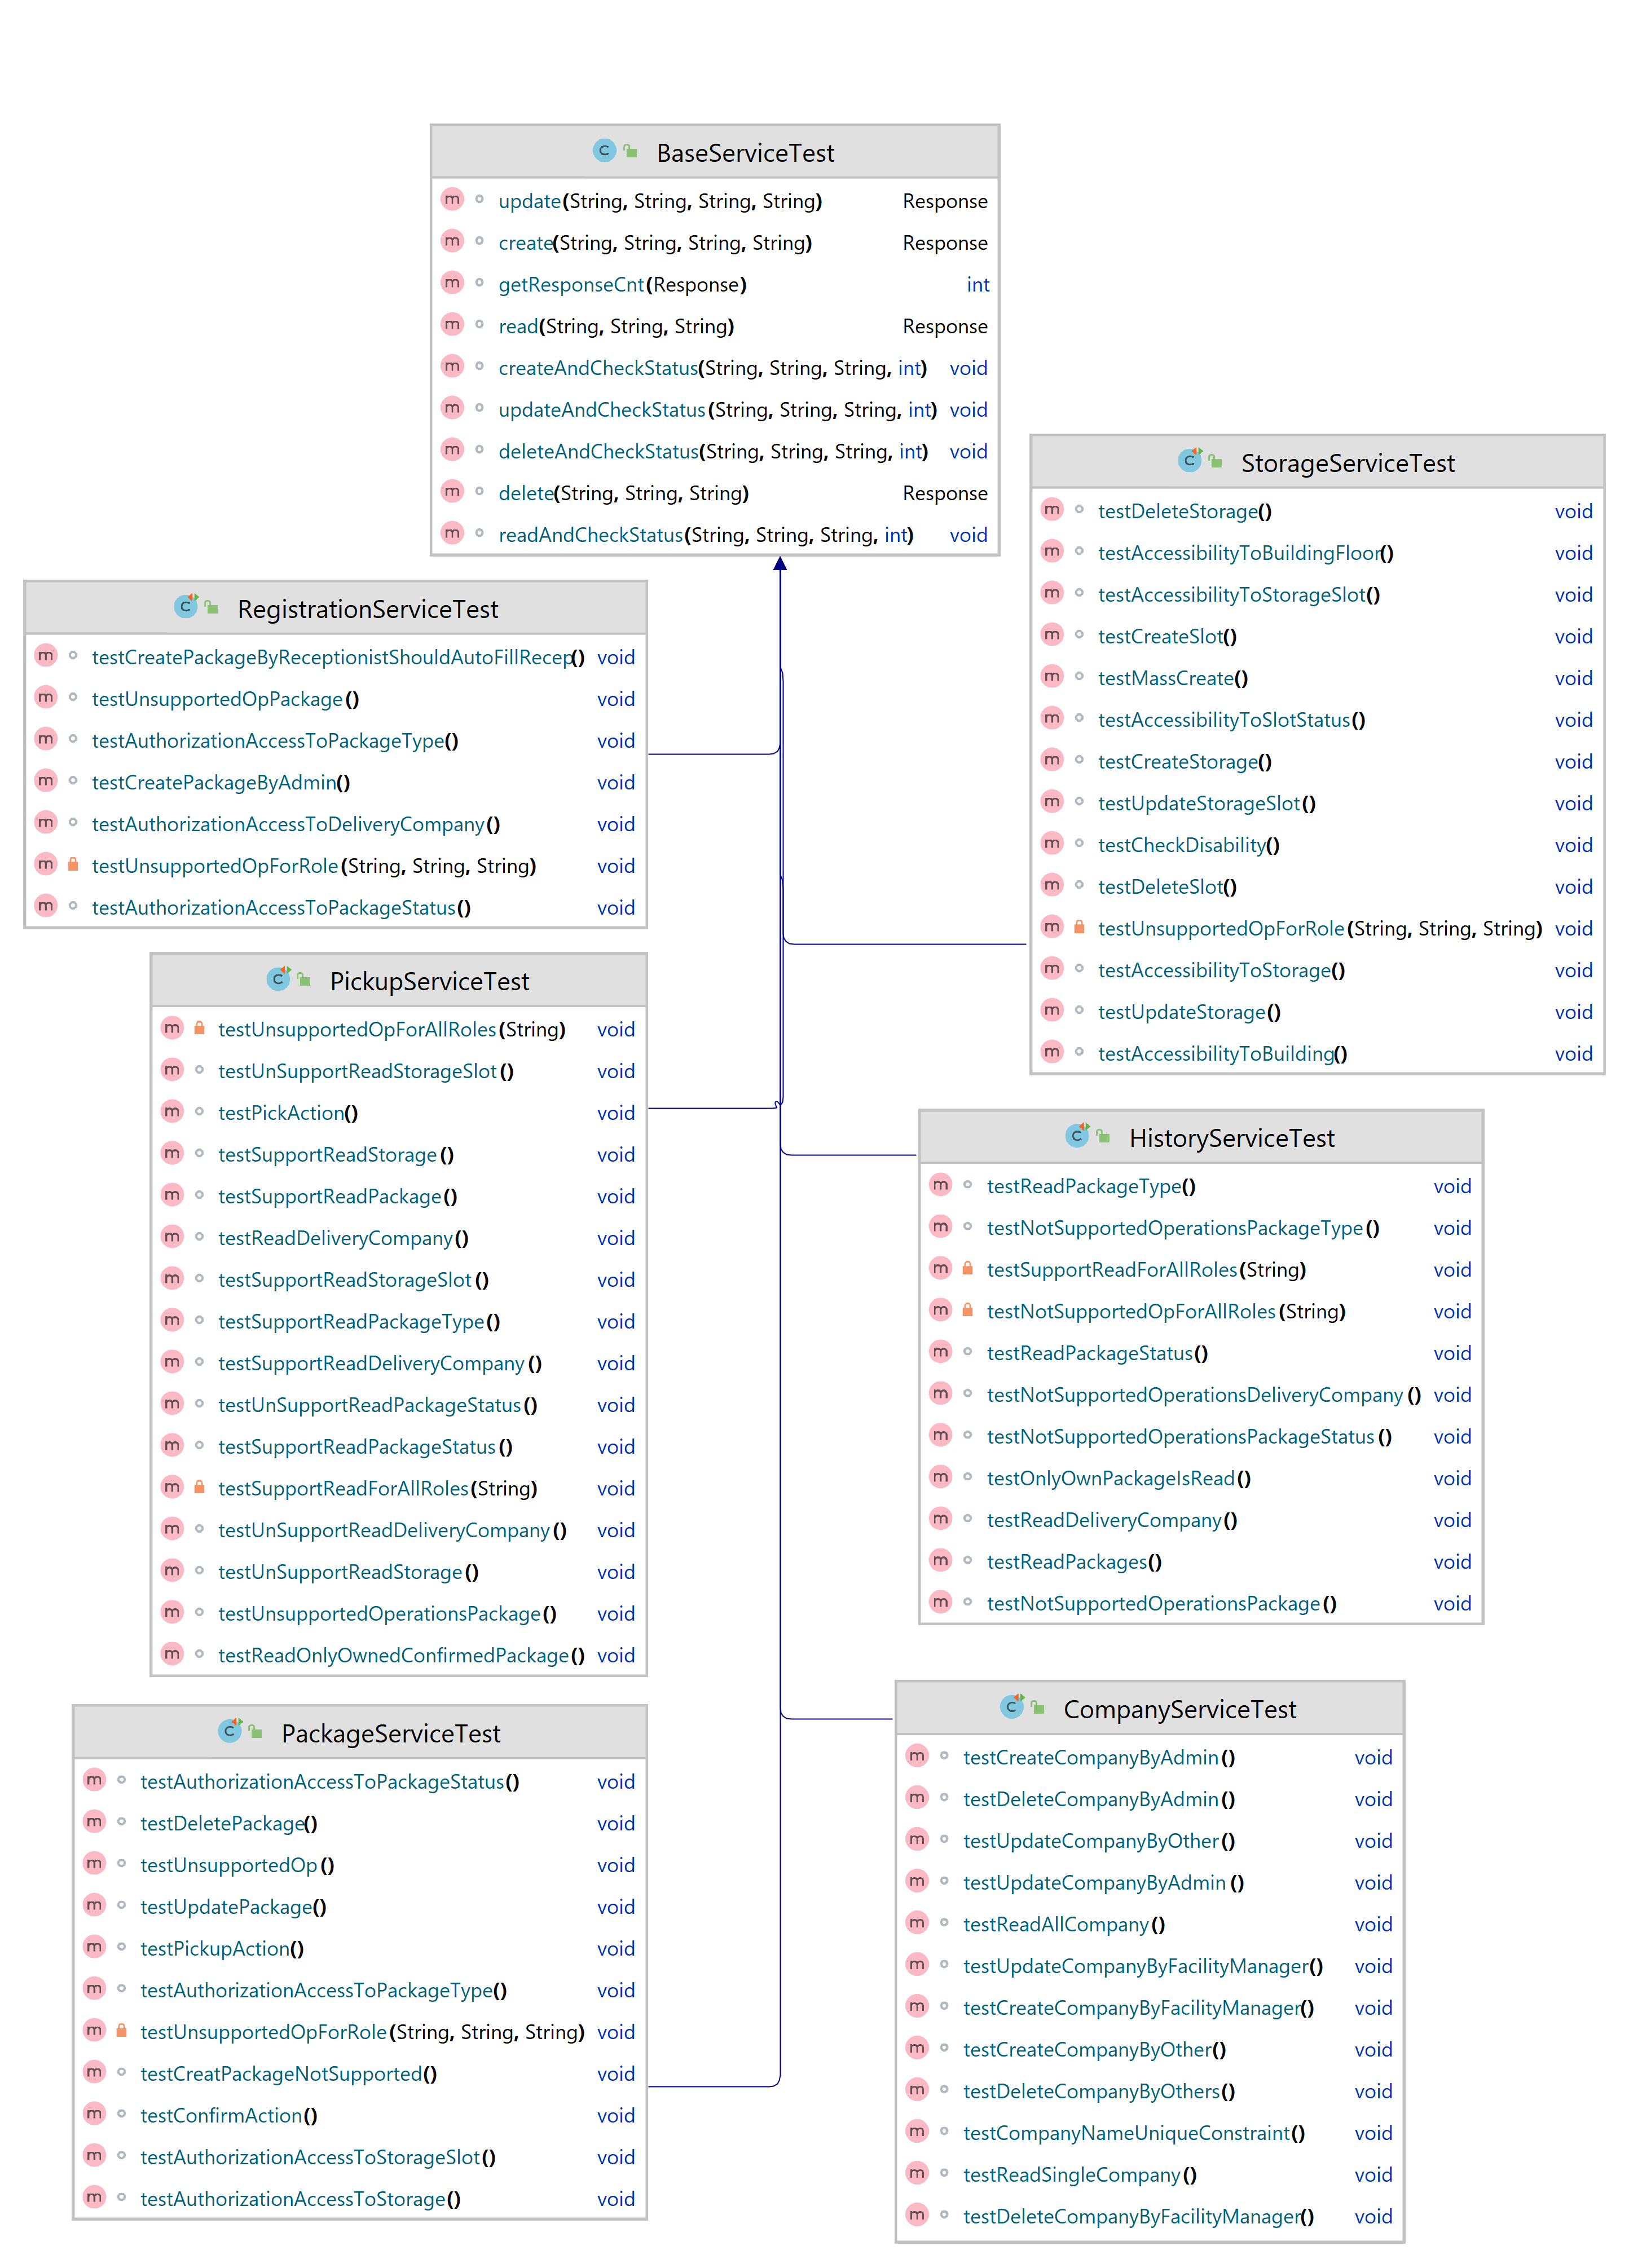 BaseServiceTest
update(String, String, String, String) Response
create(String, String, String, String) Response
getResponseCnt(Response) int
read(String, String, String) Response
createAndCheckStatus(String, String, String, int) void
updateAndCheckStatus(String, String, String, int) void
deleteAndCheckStatus(String, String, String, int) void
delete(String, String, String) Response
readAndCheckStatus(String, String, String, int) void
StorageServiceTest
testDeleteStorage() void
testAccessibilityToBuildingFloor() void
testAccessibilityToStorageSlot() void
testCreateSlot() void
testMassCreate() void
testAccessibilityToSlotStatus() void
testCreateStorage() void
testUpdateStorageSlot() void
testCheckDisability() void
testDeleteSlot() void
testUnsupportedOpForRole(String, String, String) void
testAccessibilityToStorage() void
testUpdateStorage() void
testAccessibilityToBuilding() void
RegistrationServiceTest
testCreatePackageByReceptionistShouldAutoFillRecep() void
testUnsupportedOpPackage() void
testAuthorizationAccessToPackageType() void
testCreatePackageByAdmin() void
testAuthorizationAccessToDeliveryCompany() void
testUnsupportedOpForRole(String, String, String) void
testAuthorizationAccessToPackageStatus() void
PickupServiceTest
testUnsupportedOpForAllRoles(String) void
testUnSupportReadStorageSlot() void
testPickAction() void
testSupportReadStorage() void
testSupportReadPackage() void
testReadDeliveryCompany() void
testSupportReadStorageSlot() void
testSupportReadPackageType() void
testSupportReadDeliveryCompany() void
testUnSupportReadPackageStatus() void
testSupportReadPackageStatus() void
testSupportReadForAllRoles(String) void
testUnSupportReadDeliveryCompany() void
testUnSupportReadStorage() void
testUnsupportedOperationsPackage() void
testReadOnlyOwnedConfirmedPackage() void
HistoryServiceTest
testReadPackageType() void
testNotSupportedOperationsPackageType() void
testSupportReadForAllRoles(String) void
testNotSupportedOpForAllRoles(String) void
testReadPackageStatus() void
testNotSupportedOperationsDeliveryCompany() void
testNotSupportedOperationsPackageStatus() void
testOnlyOwnPackageIsRead() void
testReadDeliveryCompany() void
testReadPackages() void
testNotSupportedOperationsPackage() void
PackageServiceTest
testAuthorizationAccessToPackageStatus() void
testDeletePackage() void
testUnsupportedOp() void
testUpdatePackage() void
testPickupAction() void
testAuthorizationAccessToPackageType() void
testUnsupportedOpForRole(String, String, String) void
testCreatPackageNotSupported() void
testConfirmAction() void
testAuthorizationAccessToStorageSlot() void
testAuthorizationAccessToStorage() void
CompanyServiceTest
testCreateCompanyByAdmin() void
testDeleteCompanyByAdmin() void
testUpdateCompanyByOther() void
testUpdateCompanyByAdmin() void
testReadAllCompany() void
testUpdateCompanyByFacilityManager() void
testCreateCompanyByFacilityManager() void
testCreateCompanyByOther() void
testDeleteCompanyByOthers() void
testCompanyNameUniqueConstraint() void
testReadSingleCompany() void
testDeleteCompanyByFacilityManager() void